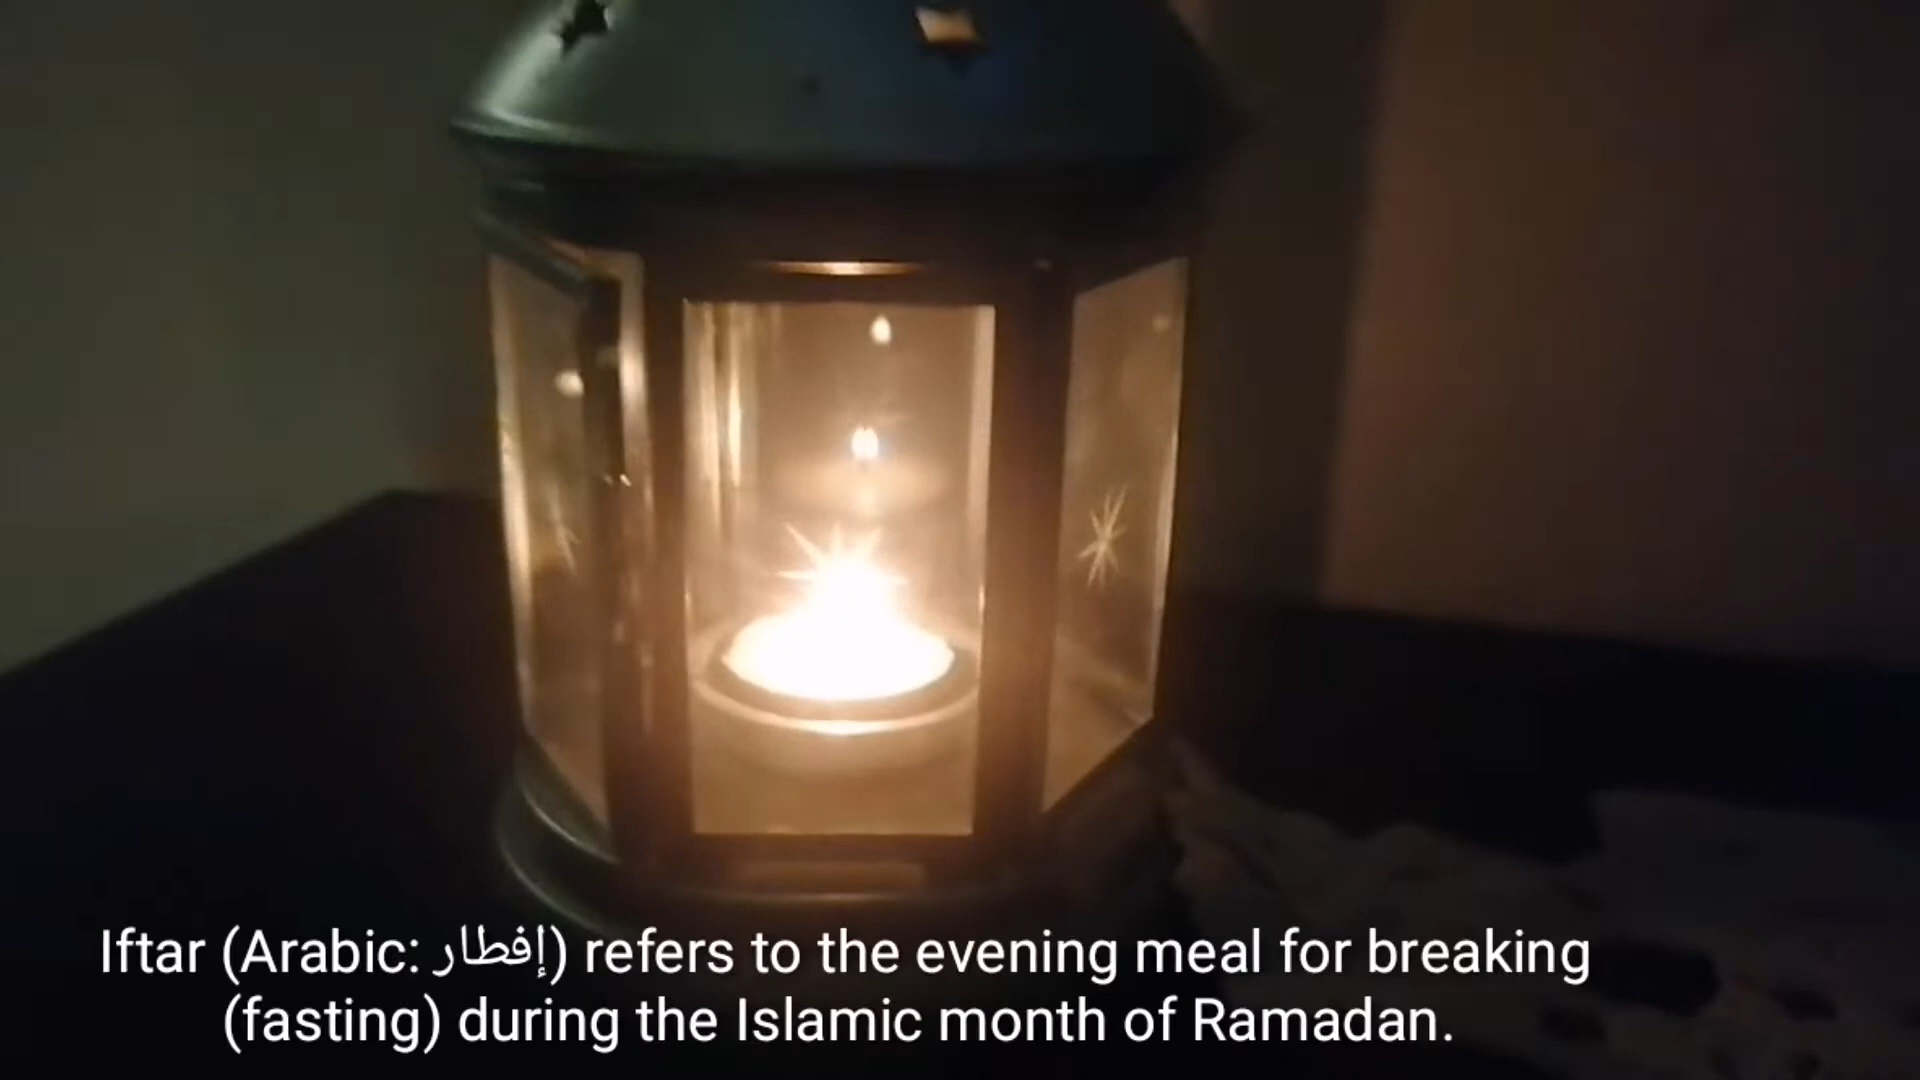 Iftar (Arabic: إفطار) refers to the evening meal for breaking
(fasting) during the Islamic month of Ramadan.